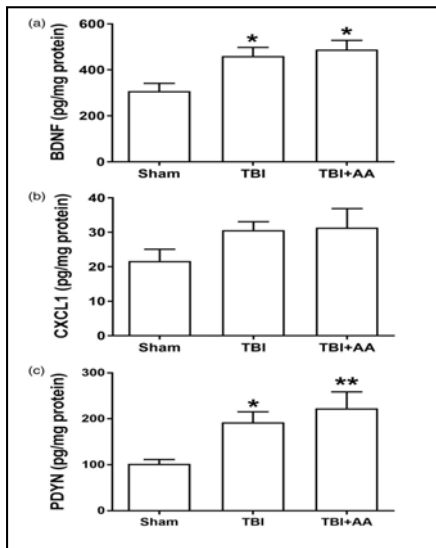 (a)
BDNF (pg/mg protein)
600
400
200
0
* *
Sham TBI TBI+AA
(b)
CXCL1 (pg/mg protein)
40
30
20
10
0
Sham TBI TBI+AA
(c)
PDYN (pg/mg protein)
300
200
100
0
* **
Sham TBI TBI+AA